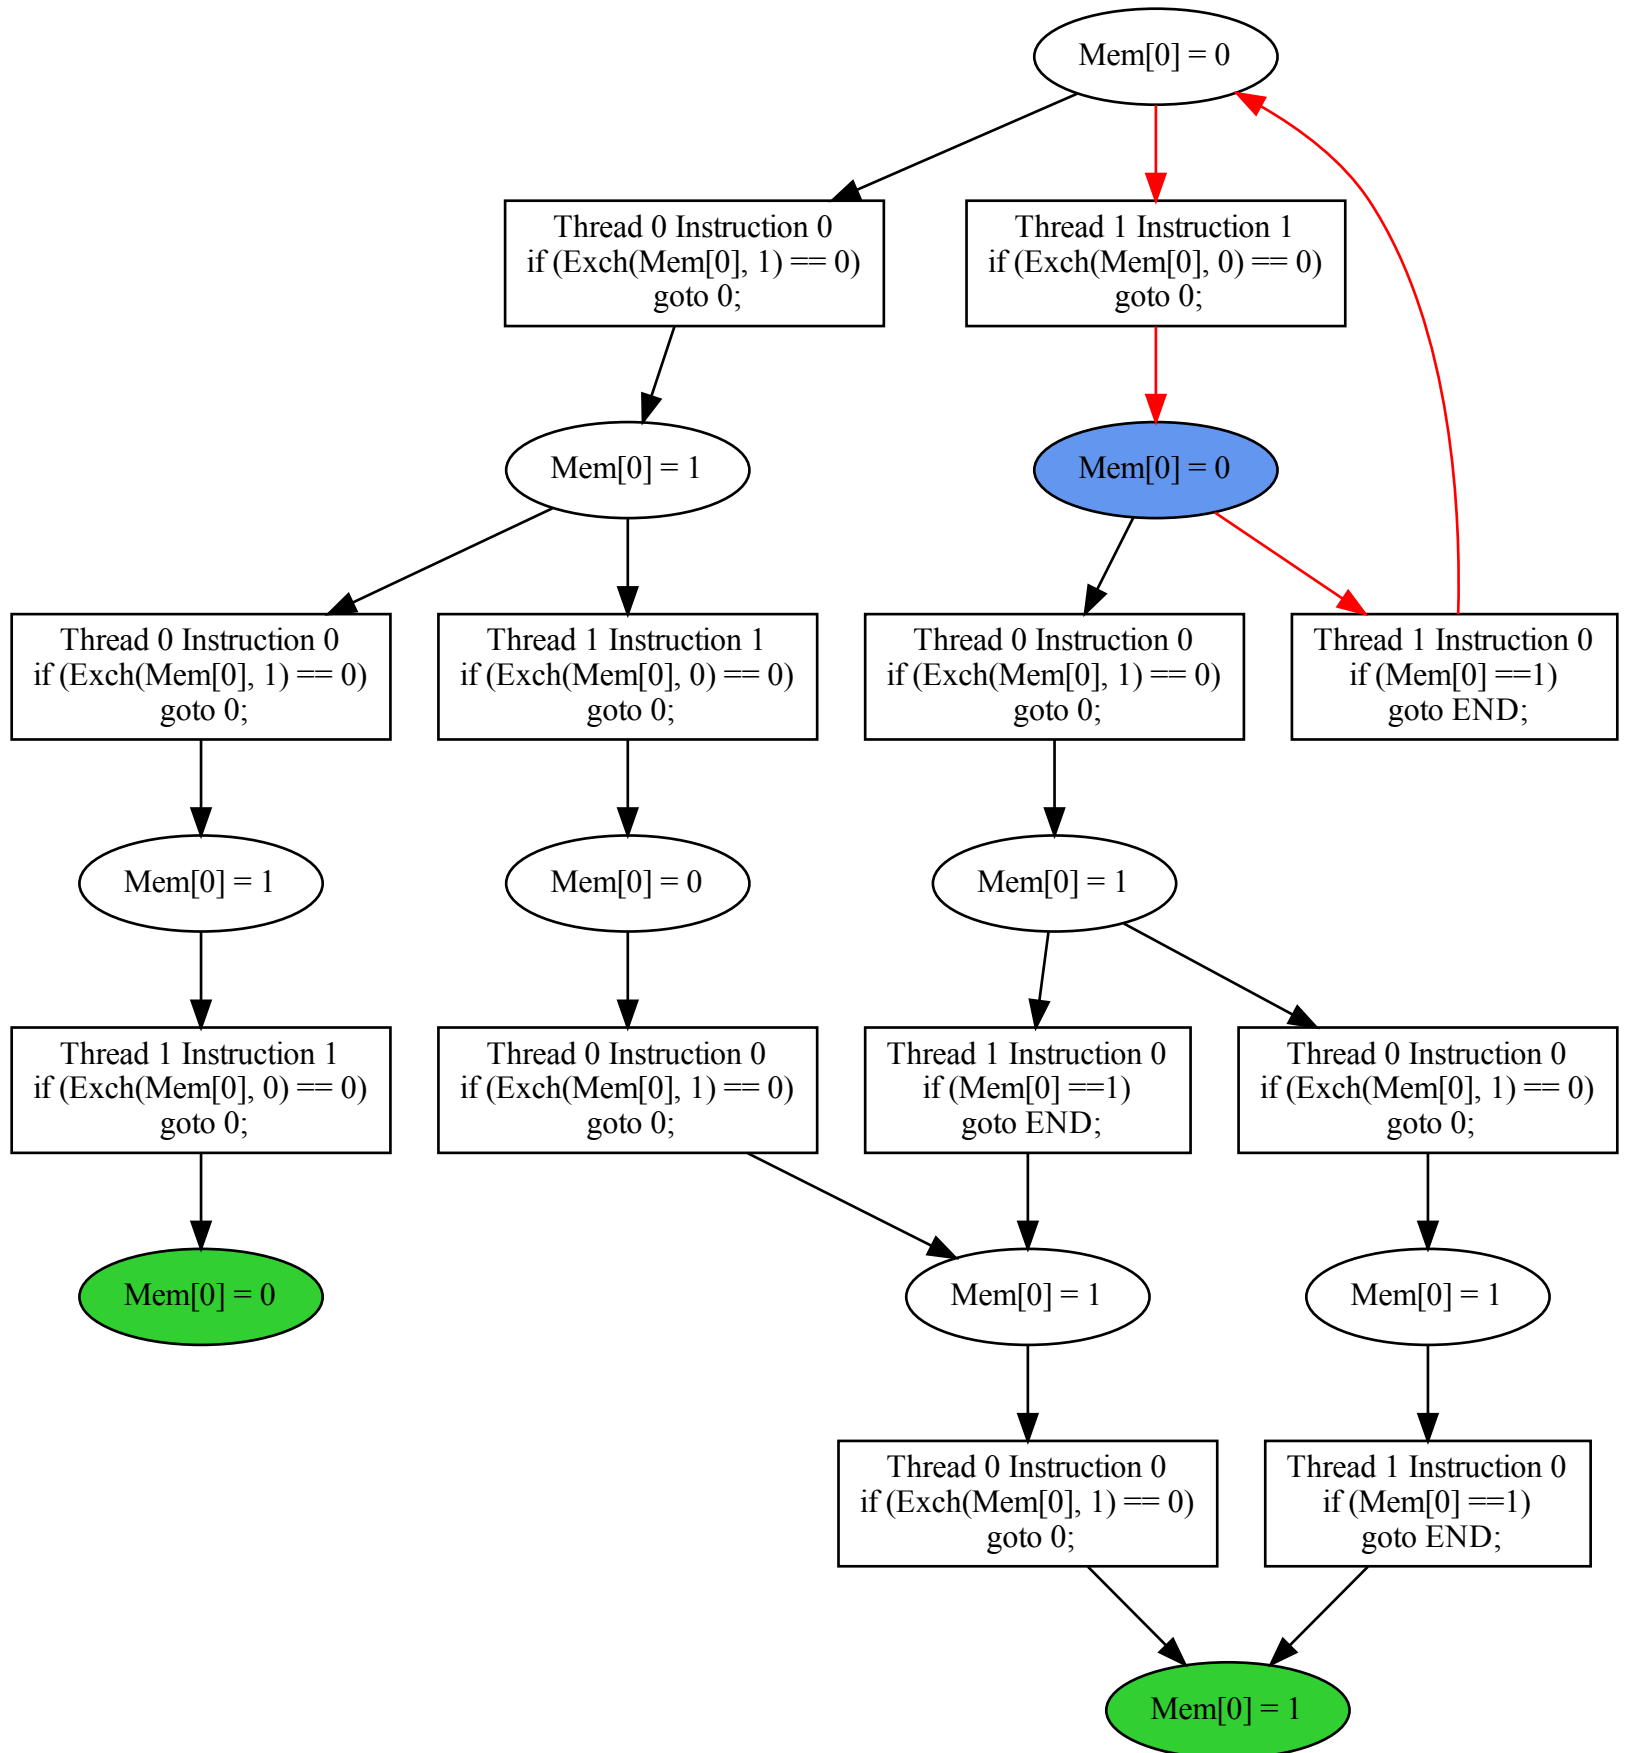 Mem[0] = 0
Thread 0 Instruction 0
if (Exch(Mem[0], 1) == 0)
goto 0;
Thread 1 Instruction 1
if (Exch(Mem[0], 0) == 0)
goto 0;
Mem[0] = 1
Mem[0] = 0
Thread 0 Instruction 0
if (Exch(Mem[0], 1) == 0)
goto 0;
Thread 1 Instruction 1
if (Exch(Mem[0], 0) == 0)
goto 0;
Thread 0 Instruction 0
if (Exch(Mem[0], 1) == 0)
goto 0;
Thread 1 Instruction 0
if (Mem[0] ==1)
goto END;
Mem[0] = 1
Mem[0] = 0
Mem[0] = 1
Thread 1 Instruction 1
if (Exch(Mem[0], 0) == 0)
goto 0;
Thread 0 Instruction 0
if (Exch(Mem[0], 1) == 0)
goto 0;
Thread 1 Instruction 0
if (Mem[0] ==1)
goto END;
Thread 0 Instruction 0
if (Exch(Mem[0], 1) == 0)
goto 0;
Mem[0] = 0
Mem[0] = 1
Mem[0] = 1
Thread 0 Instruction 0
if (Exch(Mem[0], 1) == 0)
goto 0;
Thread 1 Instruction 0
if (Mem[0] ==1)
goto END;
Mem[0] = 1